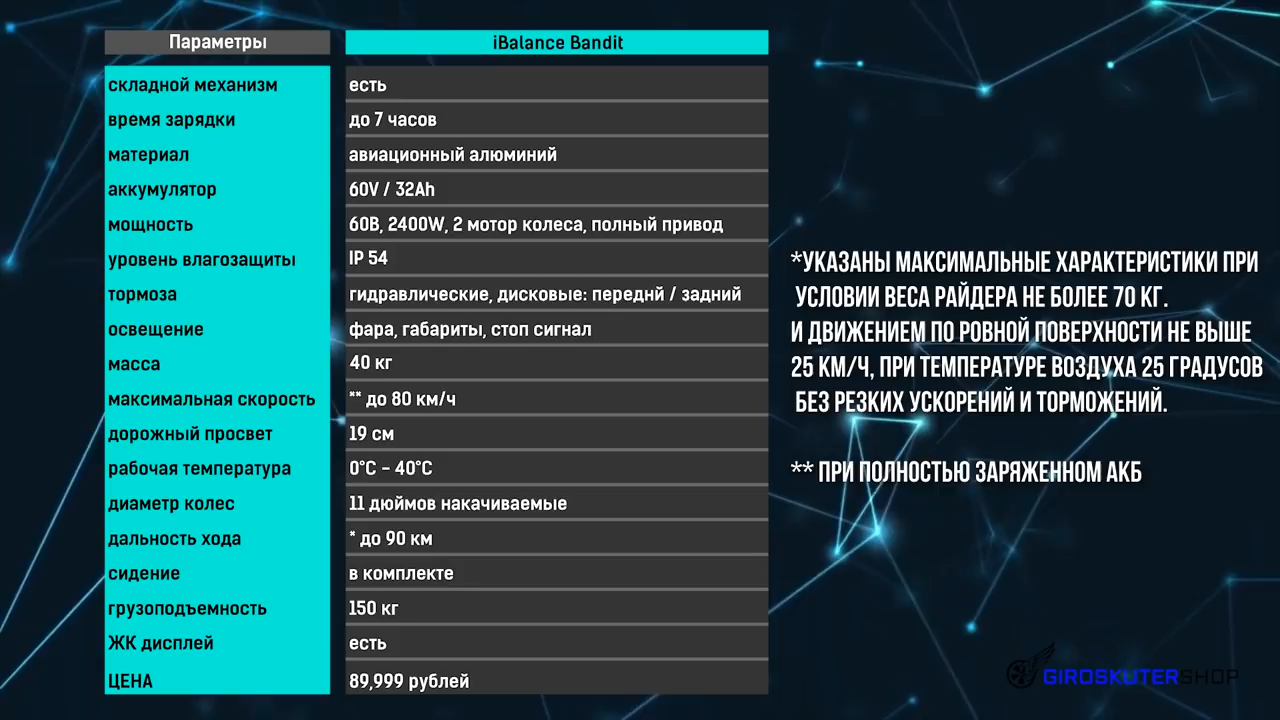 Параметры iBalance Bandit
складной механизм есть
время зарядки до 7 часов
материал авиационный алюминий
аккумулятор 60V / 32Ah
мощность 60В, 2400W, 2 мотор колеса, полный привод
уровень влагозащиты IP 54
тормоза гидравлические, дисковые: переднй / задний
освещение фара, габариты, стоп сигнал
масса 40 кг
максимальная скорость ** до 80 км/ч
дорожный просвет 19 см
рабочая температура 0°С – 40°С
диаметр колес 11 дюймов накачиваемые
дальность хода * до 90 км
сидение в комплекте
грузоподъемность 150 кг
ЖК дисплей есть
ЦЕНА 89,999 рублей
*УКАЗАНЫ МАКСИМАЛЬНЫЕ ХАРАКТЕРИСТИКИ ПРИ
УСЛОВИИ ВЕСА РАЙДЕРА НЕ БОЛЕЕ 70 КГ.
И ДВИЖЕНИЕМ ПО РОВНОЙ ПОВЕРХНОСТИ НЕ ВЫШЕ
25 КМ/Ч, ПРИ ТЕМПЕРАТУРЕ ВОЗДУХА 25 ГРАДУСОВ
БЕЗ РЕЗКИХ УСКОРЕНИЙ И ТОРМОЖЕНИЙ.
** ПРИ ПОЛНОСТЬЮ ЗАРЯЖЕННОМ АКБ
GIROSKUTERSHOP